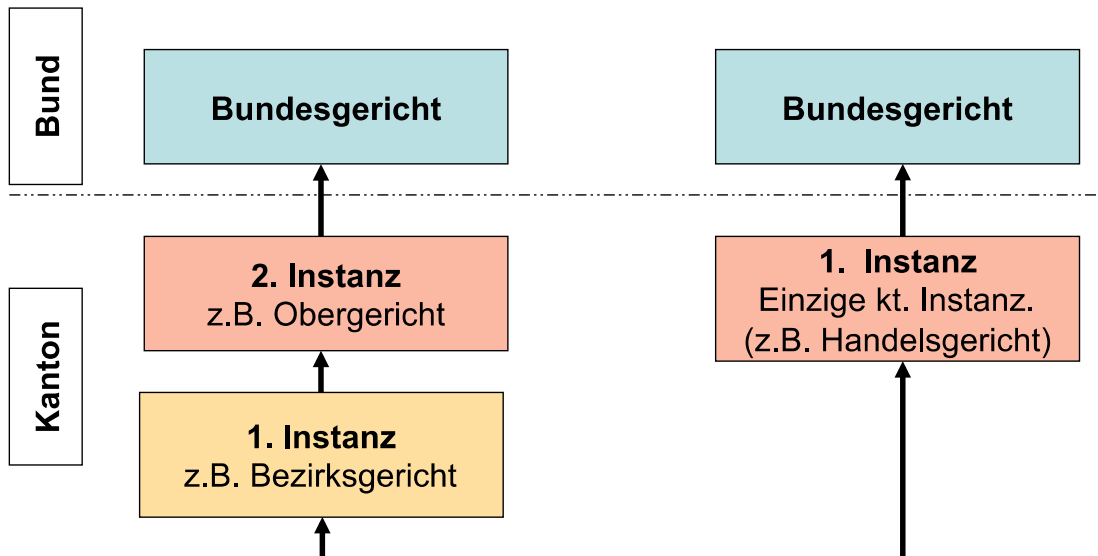 Bund
Bundesgericht
Bundesgericht
Kanton
2. Instanz
z.B. Obergericht
1. Instanz
Einzige kt. Instanz.
(z.B. Handelsgericht)
1. Instanz
z.B. Bezirksgericht